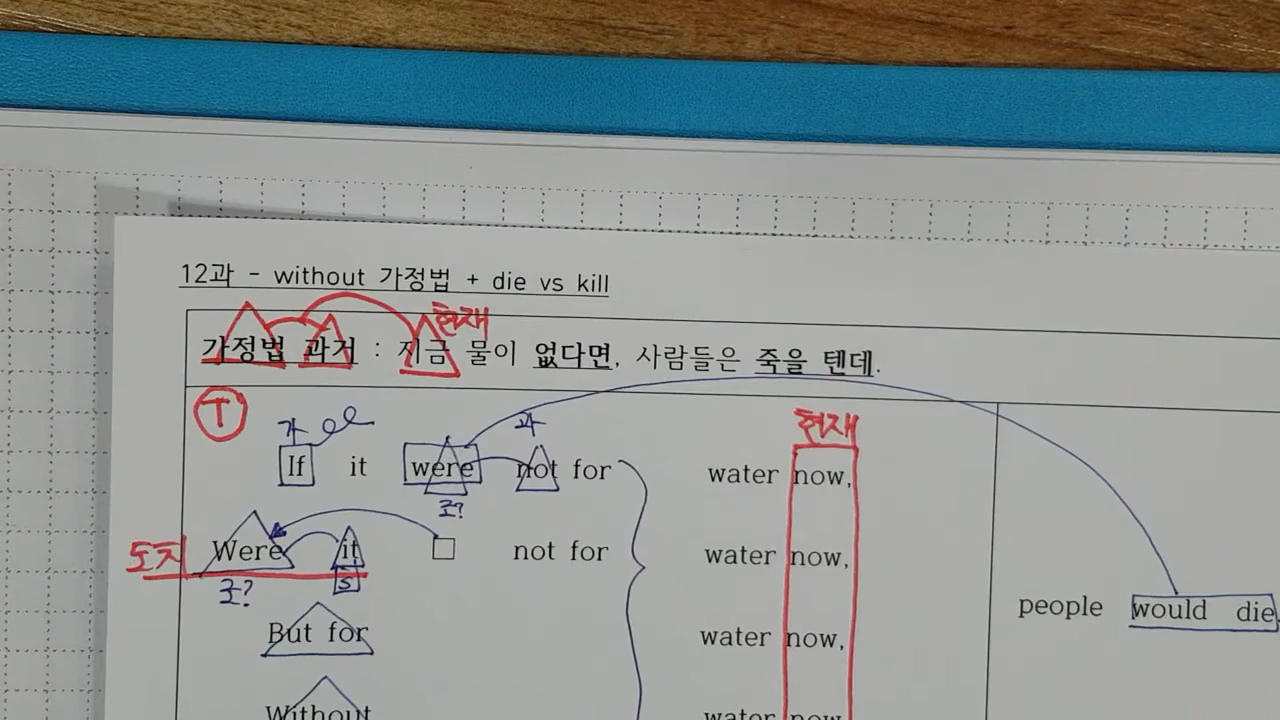 12과 - without 가정법 + die vs kill
현재
가정법 과거 : 지금 물이 없다면, 사람들은 죽을 텐데.
T
과 현재
If it were not for water now,
조?
도치 Were it not for water now,
조? s
people would die.
But for water now,
Without water now